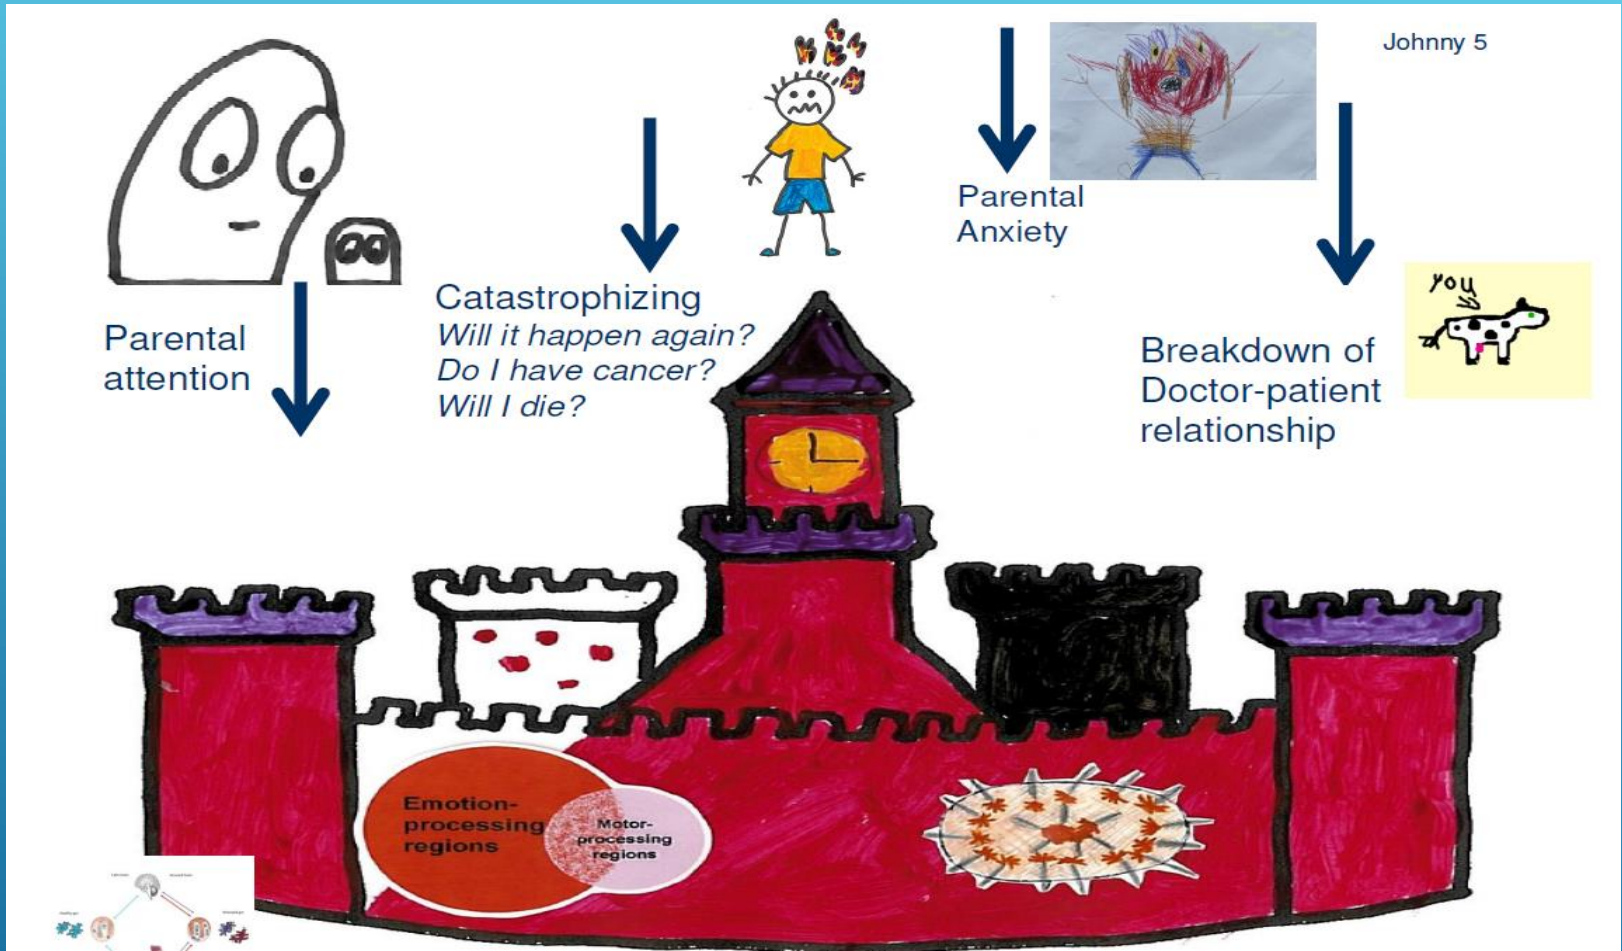 Johnny 5
Parental
Anxiety
Catastrophizing
Will it happen again?
Do I have cancer?
Will I die?
Parental
attention
YOU
Breakdown of
Doctor-patient
relationship
Emotion-
processing
regions
Motor-
processing
regions